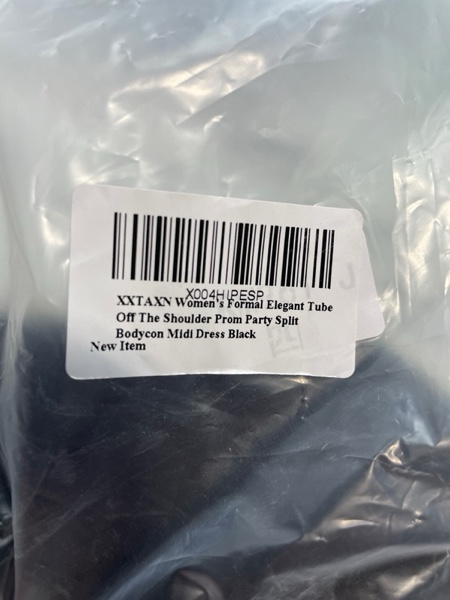 X004HIPESP
XXTAXN Women's Formal Elegant Tube
Off The Shoulder Prom Party Split
Bodycon Midi Dress Black
New Item